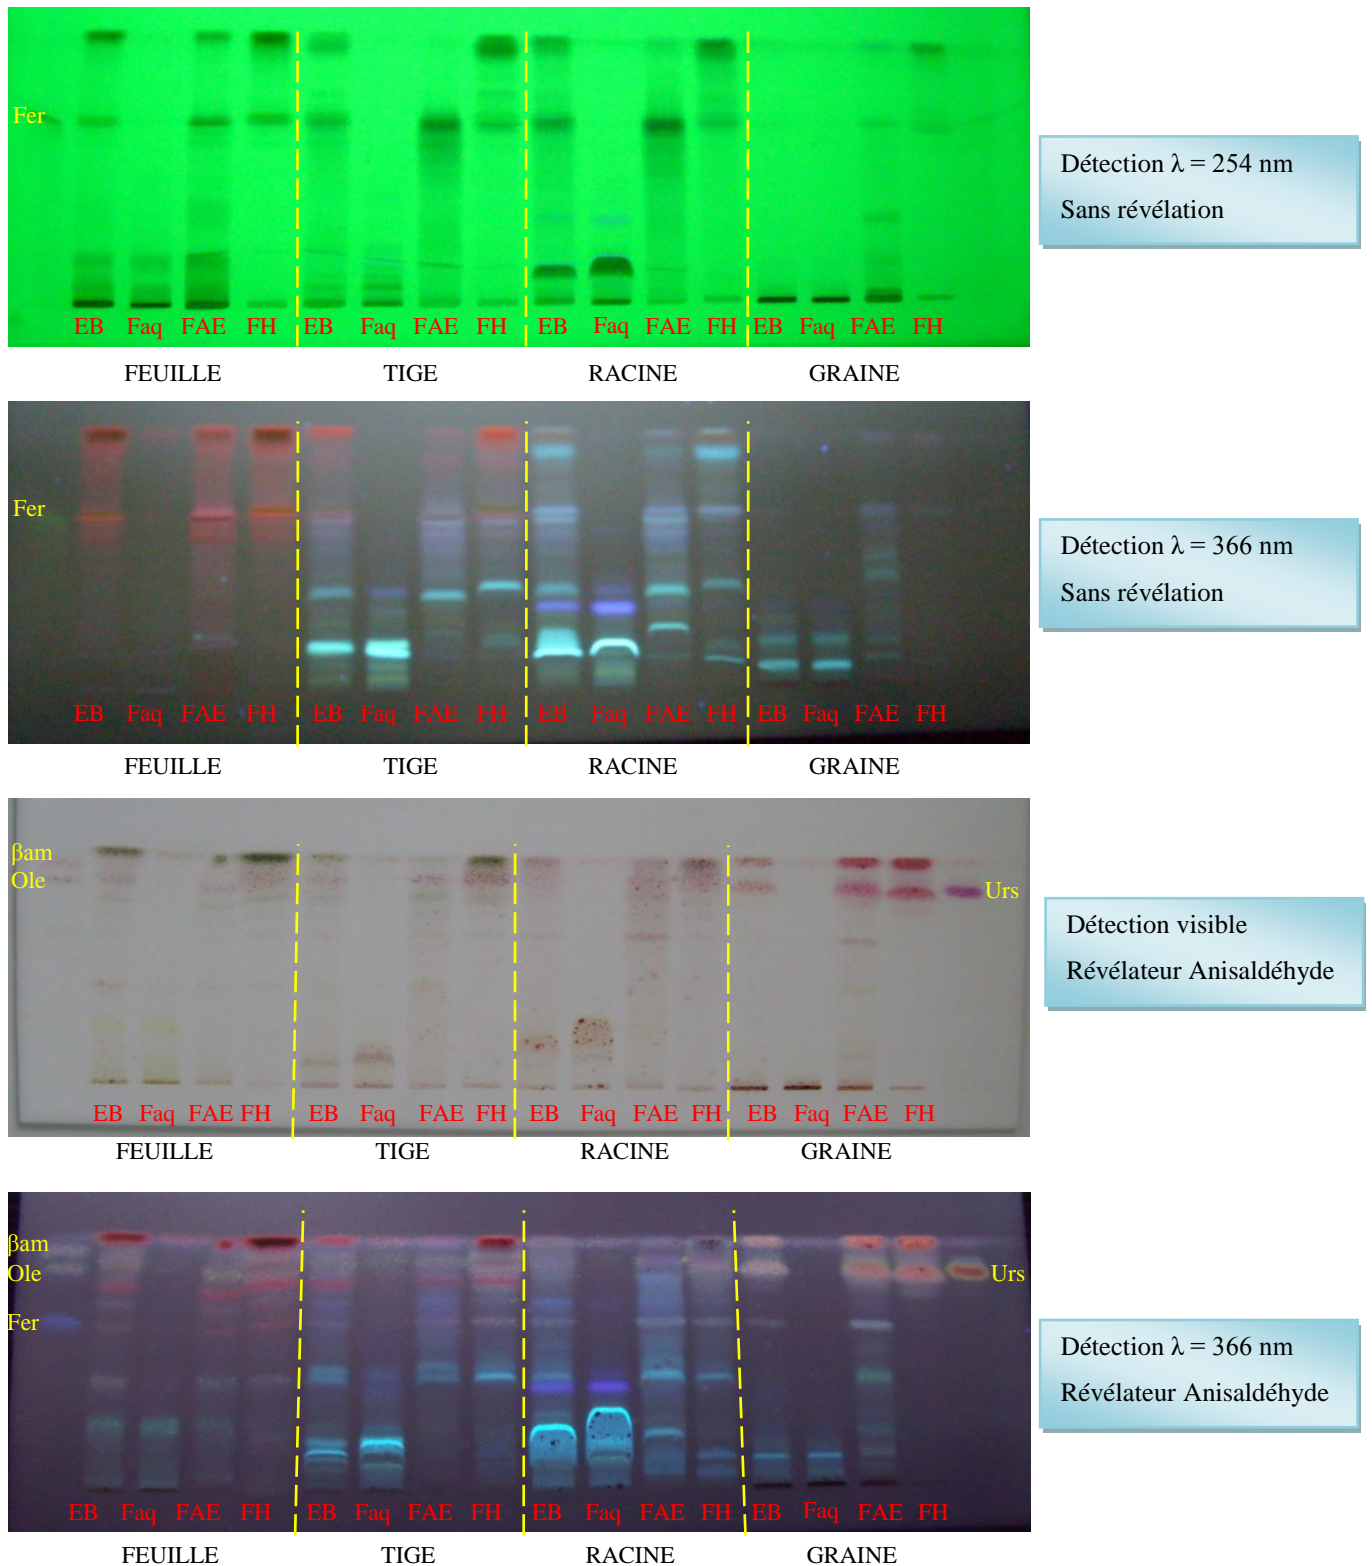 Fer
EB Faq FAE FH EB Faq FAE FH EB Faq FAE FH EB Faq FAE FH
FEUILLE TIGE RACINE GRAINE
Détection λ = 254 nm
Sans révélation
Fer
EB Faq FAE FH EB Faq FAE FH EB Faq FAE FH EB Faq FAE FH
FEUILLE TIGE RACINE GRAINE
Détection λ = 366 nm
Sans révélation
βam
Ole
Urs
EB Faq FAE FH EB Faq FAE FH EB Faq FAE FH EB Faq FAE FH
FEUILLE TIGE RACINE GRAINE
Détection visible
Révélateur Anisaldéhyde
βam
Ole
Urs
Fer
EB Faq FAE FH EB Faq FAE FH EB Faq FAE FH EB Faq FAE FH
FEUILLE TIGE RACINE GRAINE
Détection λ = 366 nm
Révélateur Anisaldéhyde